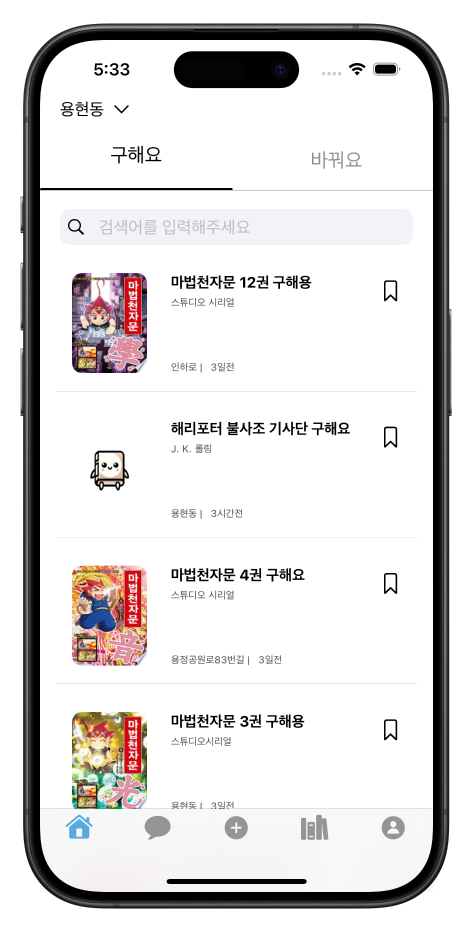 5:33
용현동
구해요
바꿔요
검색어를 입력해주세요
마법천자문
學
마법천자문 12권 구해용
스튜디오 시리얼
인하로 | 3일전
해리포터 불사조 기사단 구해요
J. K. 롤링
용현동 | 3시간전
마법천자문
音
마법천자문 4권 구해요
스튜디오 시리얼
용정공원로83번길 | 3일전
마법천자문
光
마법천자문 3권 구해용
스튜디오시리얼
용현동 | 3일전